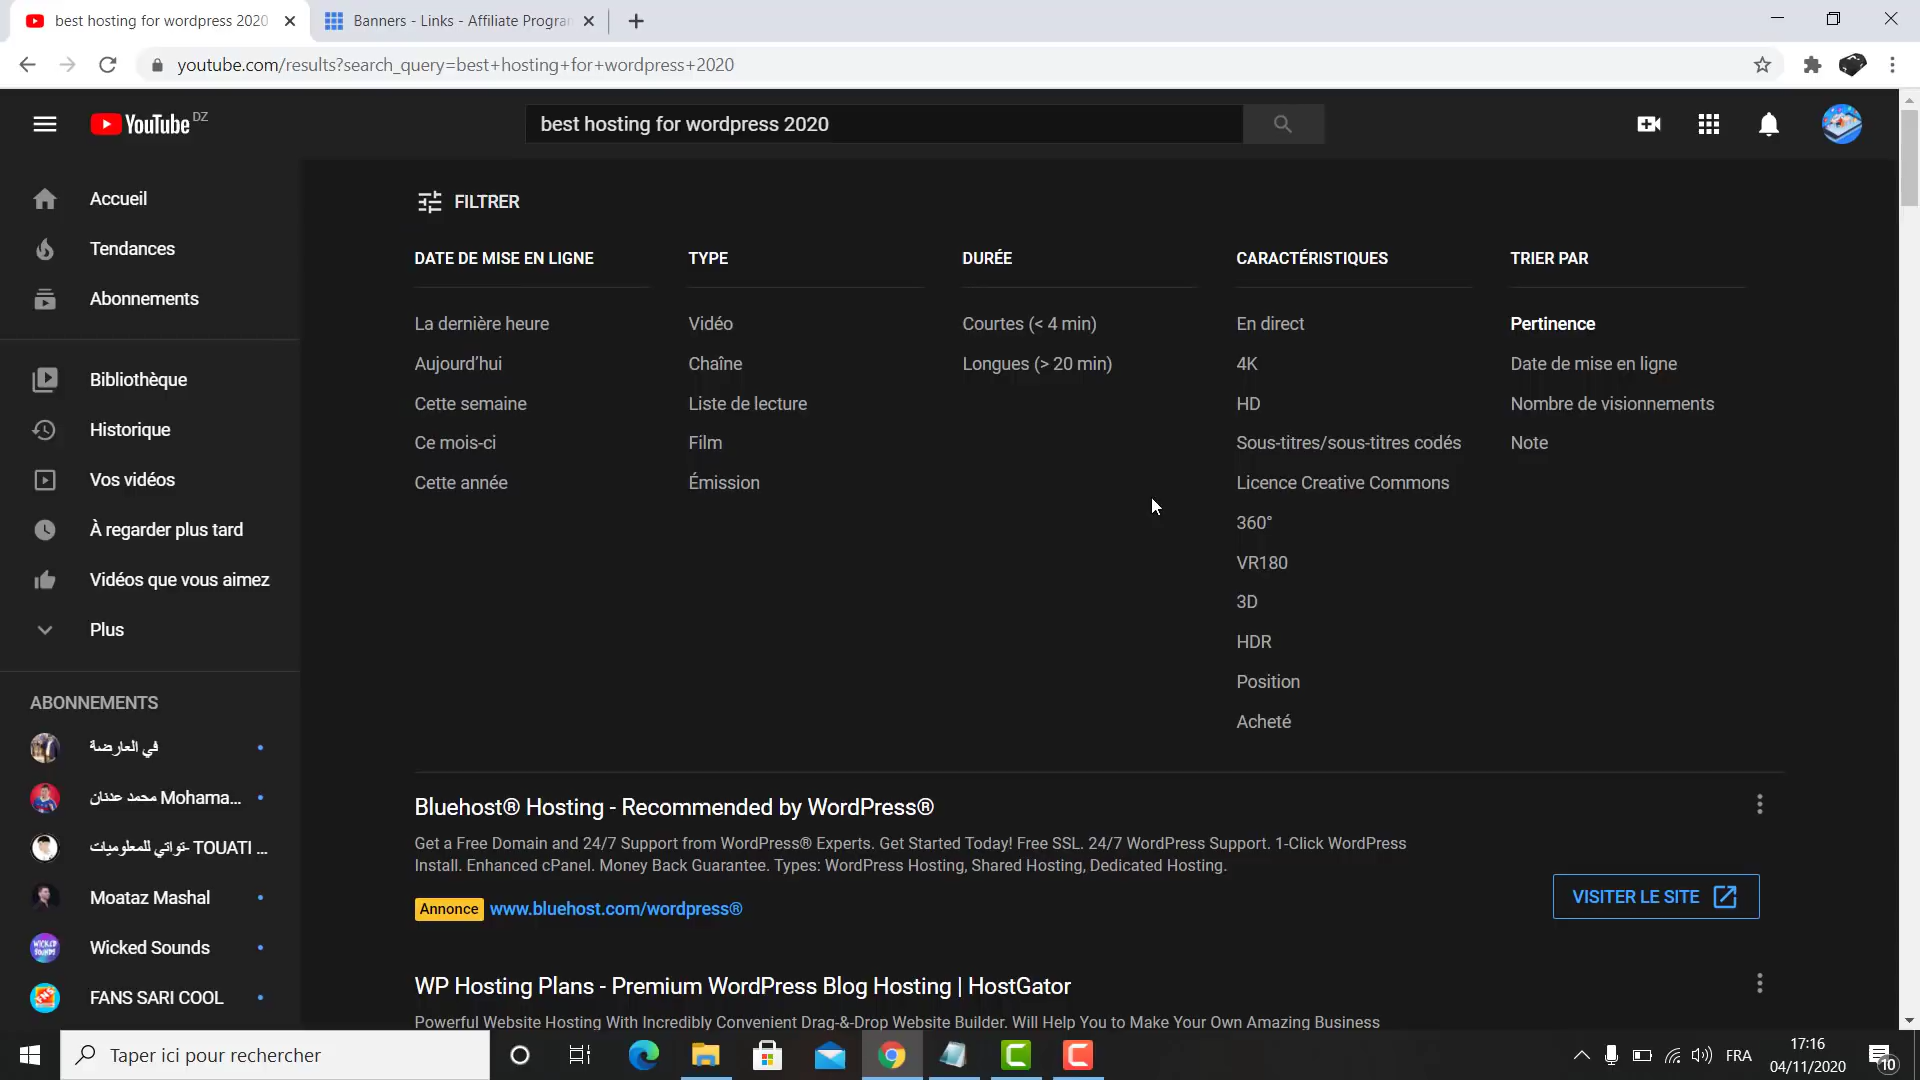 best hosting for wordpress 2020
Banners - Links - Affiliate Progra
youtube.com/results?search_query=best+hosting+for+wordpress+2020
YouTube DZ
best hosting for wordpress 2020
Accueil
Tendances
Abonnements
Bibliothèque
Historique
Vos vidéos
À regarder plus tard
Vidéos que vous aimez
Plus
ABONNEMENTS
في العارضة
محمد عدنان Mohama...
تواتي للمعلوميات- TOUATI ...
Moataz Mashal
WICKED SOUNDS
Wicked Sounds
FANS SARI COOL
FILTRER
DATE DE MISE EN LIGNE
La dernière heure
Aujourd'hui
Cette semaine
Ce mois-ci
Cette année
TYPE
Vidéo
Chaîne
Liste de lecture
Film
Émission
DURÉE
Courtes (< 4 min)
Longues (> 20 min)
CARACTÉRISTIQUES
En direct
4K
HD
Sous-titres/sous-titres codés
Licence Creative Commons
360°
VR180
3D
HDR
Position
Acheté
TRIER PAR
Pertinence
Date de mise en ligne
Nombre de visionnements
Note
Bluehost® Hosting - Recommended by WordPress®
Get a Free Domain and 24/7 Support from WordPress® Experts. Get Started Today! Free SSL. 24/7 WordPress Support. 1-Click WordPress
Install. Enhanced cPanel. Money Back Guarantee. Types: WordPress Hosting, Shared Hosting, Dedicated Hosting.
Annonce www.bluehost.com/wordpress®
VISITER LE SITE
WP Hosting Plans - Premium WordPress Blog Hosting | HostGator
Powerful Website Hosting With Incredibly Convenient Drag-&-Drop Website Builder. Will Help You to Make Your Own Amazing Business
Taper ici pour rechercher
FRA
17:16
04/11/2020
10